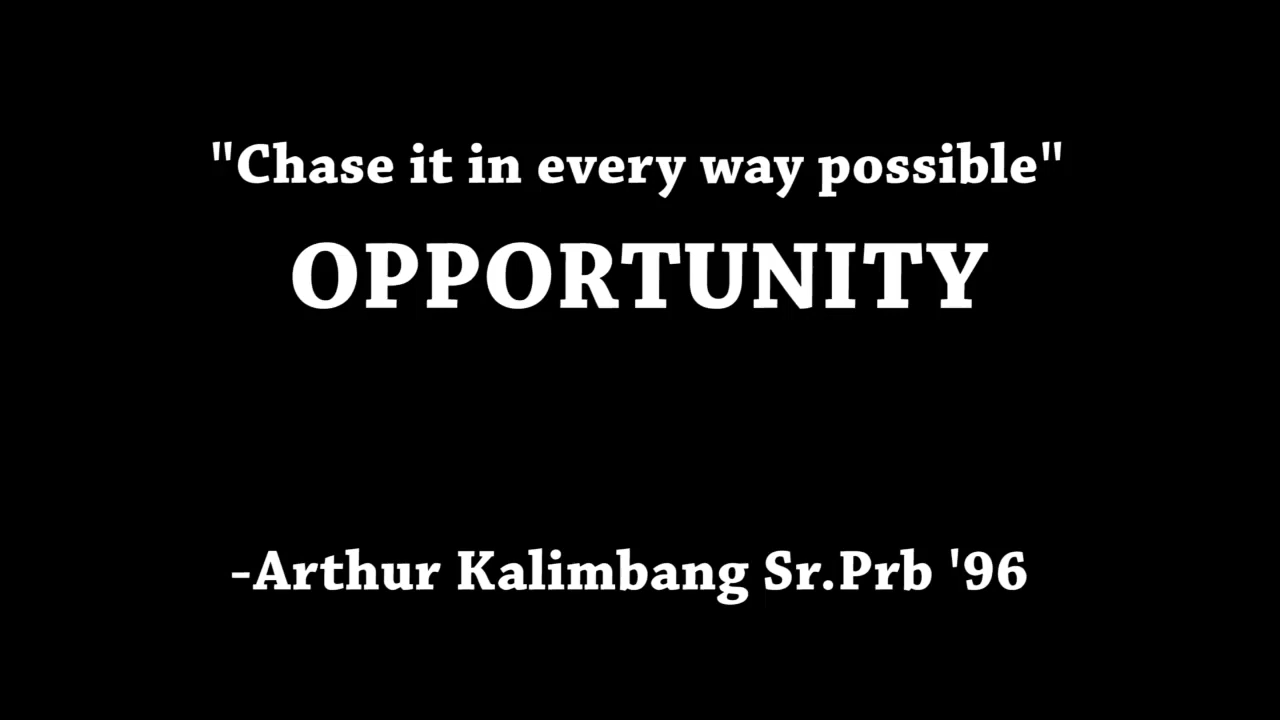 "Chase it in every way possible"
OPPORTUNITY
-Arthur Kalimbang Sr.Prb '96